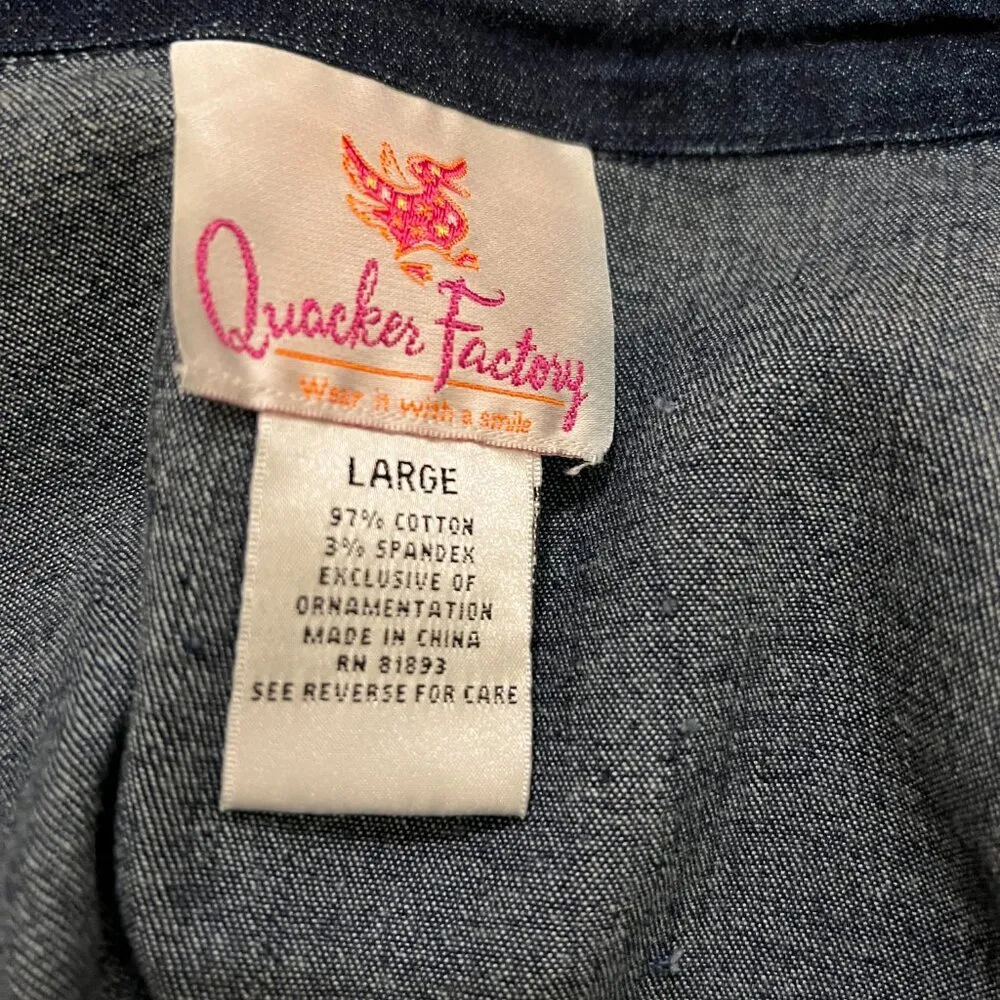 Quacker Factory
Wear it with a smile
LARGE
97% COTTON
3% SPANDEX
EXCLUSIVE OF
ORNAMENTATION
MADE IN CHINA
RN 81893
SEE REVERSE FOR CARE